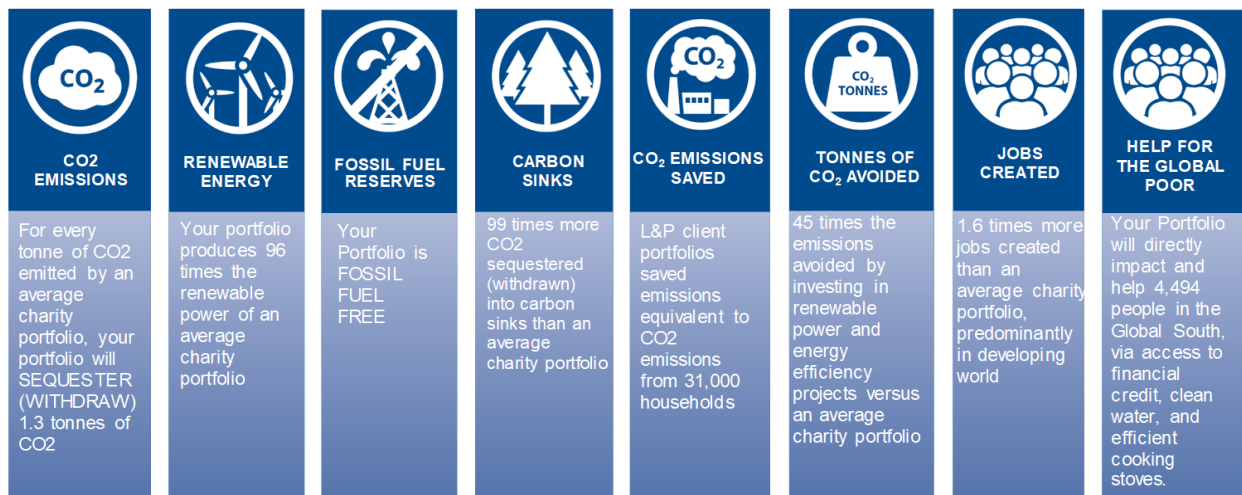 CO2
CO2
EMISSIONS
For every
tonne of CO2
emitted by an
average
charity
portfolio, your
portfolio will
SEQUESTER
(WITHDRAW)
1.3 tonnes of
CO2
RENEWABLE
ENERGY
Your portfolio
produces 96
times the
renewable
power of an
average
charity
portfolio
FOSSIL FUEL
RESERVES
Your
Portfolio is
FOSSIL
FUEL
FREE
CARBON
SINKS
99 times more
CO2
sequestered
(withdrawn)
into carbon
sinks than an
average
charity portfolio
CO2
CO2 EMISSIONS
SAVED
L&P client
portfolios
saved
emissions
equivalent to
CO2
emissions
from 31,000
households
CO2
TONNES
TONNES OF
CO2 AVOIDED
45 times the
emissions
avoided by
investing in
renewable
power and
energy
efficiency
projects versus
an average
charity portfolio
JOBS
CREATED
1.6 times more
jobs created
than an
average charity
portfolio,
predominantly
in developing
world
HELP FOR
THE GLOBAL
POOR
Your Portfolio
will directly
impact and
help 4,494
people in the
Global South,
via access to
financial
credit, clean
water, and
efficient
cooking
stoves.